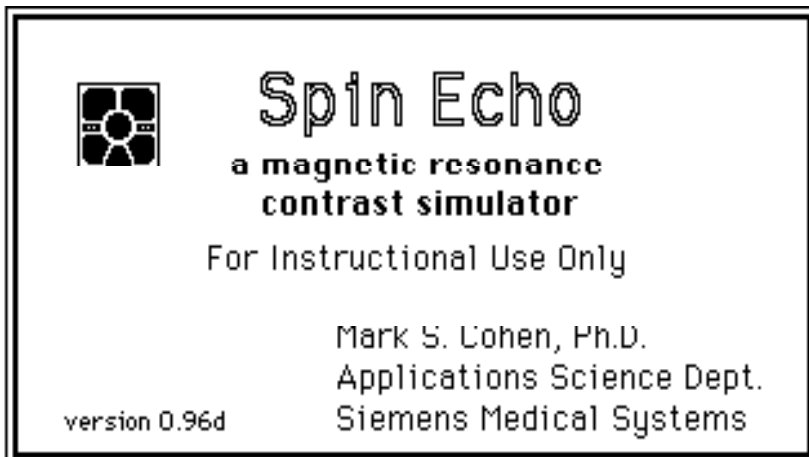 Spin Echo
a magnetic resonance
contrast simulator
For Instructional Use Only
Mark S. Cohen, Ph.D.
Applications Science Dept.
version 0.96d Siemens Medical Systems